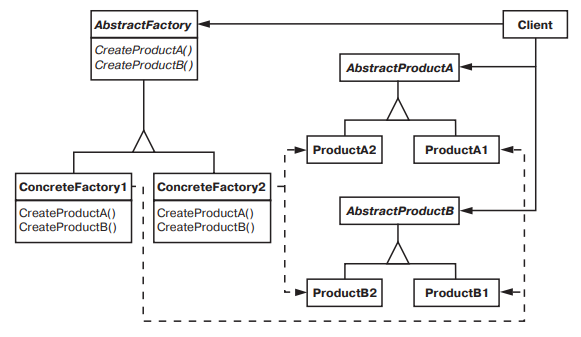 AbstractFactory
CreateProductA()
CreateProductB()
Client
AbstractProductA
ProductA2
ProductA1
ConcreteFactory1
CreateProductA()
CreateProductB()
ConcreteFactory2
CreateProductA()
CreateProductB()
AbstractProductB
ProductB2
ProductB1